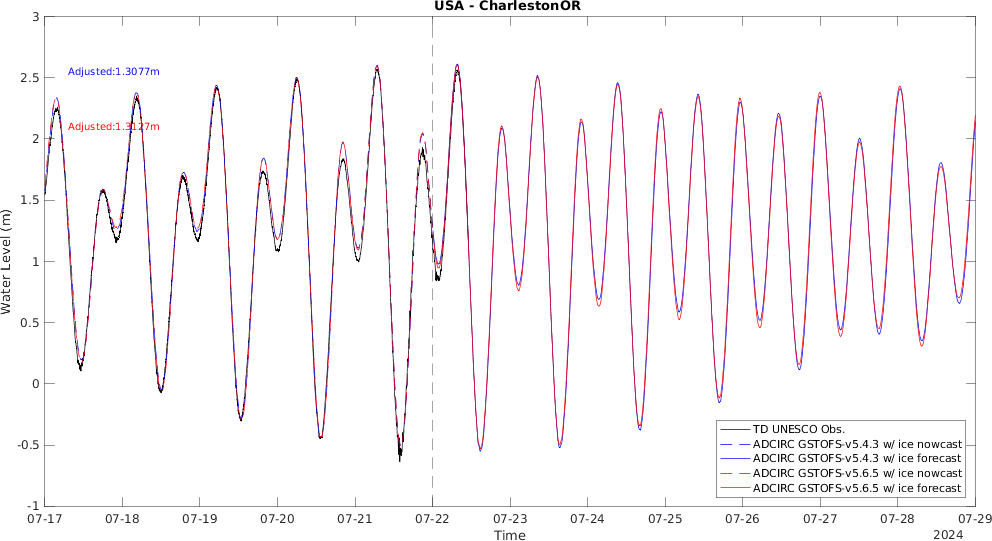 USA - CharlestonOR
Adjusted:1.3077m
Adjusted:1.3127m
Water Level (m)
3
2.5
2
1.5
1
0.5
0
-0.5
-1
TD UNESCO Obs.
ADCIRC GSTOFS-v5.4.3 w/ ice nowcast
ADCIRC GSTOFS-v5.4.3 w/ ice forecast
ADCIRC GSTOFS-v5.6.5 w/ ice nowcast
ADCIRC GSTOFS-v5.6.5 w/ ice forecast
07-17 07-18 07-19 07-20 07-21 07-22 07-23 07-24 07-25 07-26 07-27 07-28 07-29
Time
2024